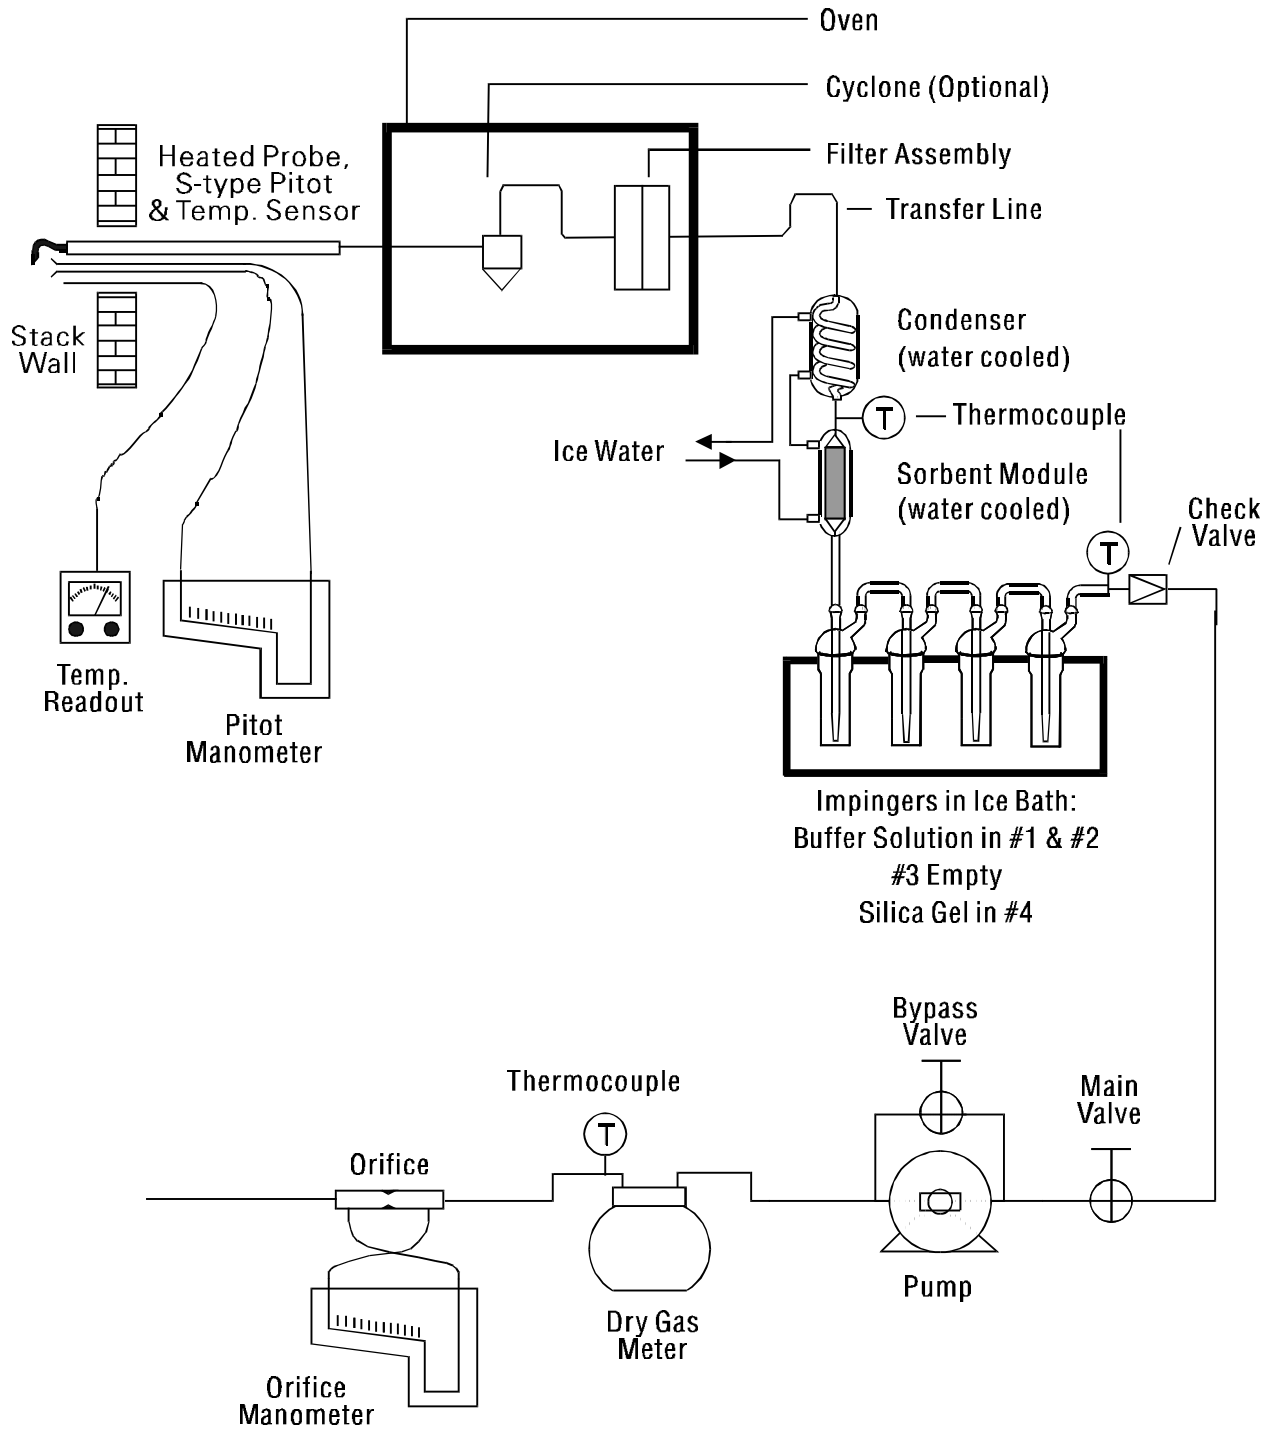 Oven
Cyclone (Optional)
Heated Probe,
S-type Pitot
& Temp. Sensor
Filter Assembly
Transfer Line
Stack
Wall
Condenser
(water cooled)
T
Thermocouple
Ice Water
Sorbent Module
(water cooled)
Check
Valve
T
Temp.
Readout
Pitot
Manometer
Impingers in Ice Bath:
Buffer Solution in #1 & #2
#3 Empty
Silica Gel in #4
Bypass
Valve
Main
Valve
Thermocouple
T
Orifice
Pump
Dry Gas
Meter
Orifice
Manometer